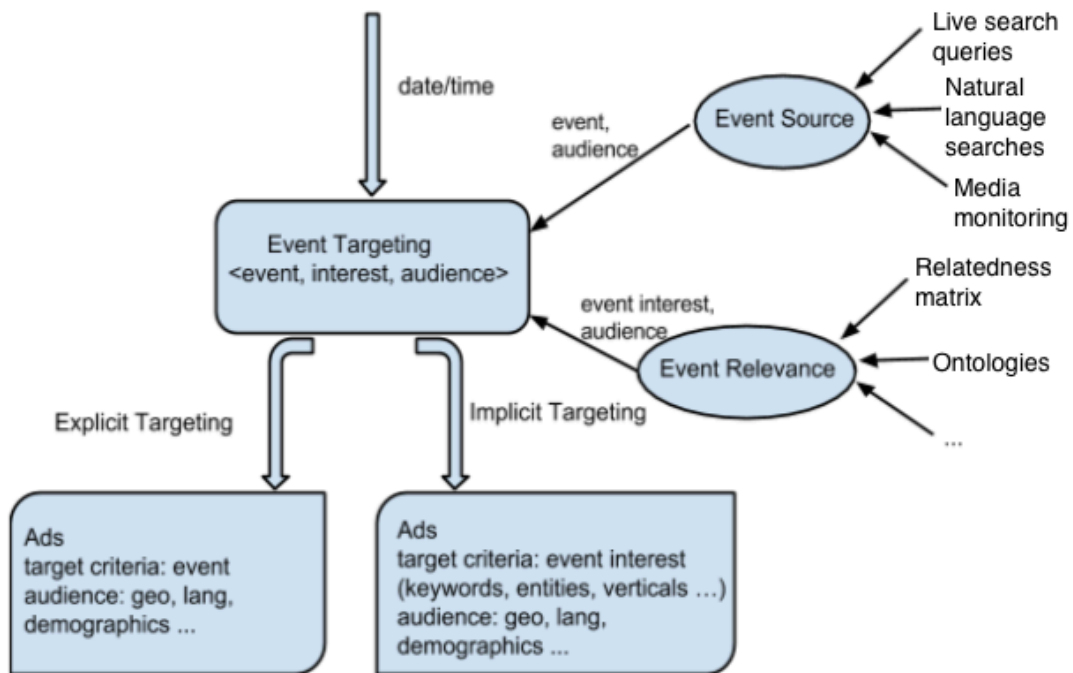 Live search
queries
date/time
Natural
language
searches
Event Source
event,
audience
Media
monitoring
Event Targeting
<event, interest, audience>
Relatedness
matrix
event interest,
audience
Event Relevance
Ontologies
...
Explicit Targeting
Implicit Targeting
Ads
target criteria: event
audience: geo, lang,
demographics ...
Ads
target criteria: event interest
(keywords, entities, verticals ...)
audience: geo, lang,
demographics ...